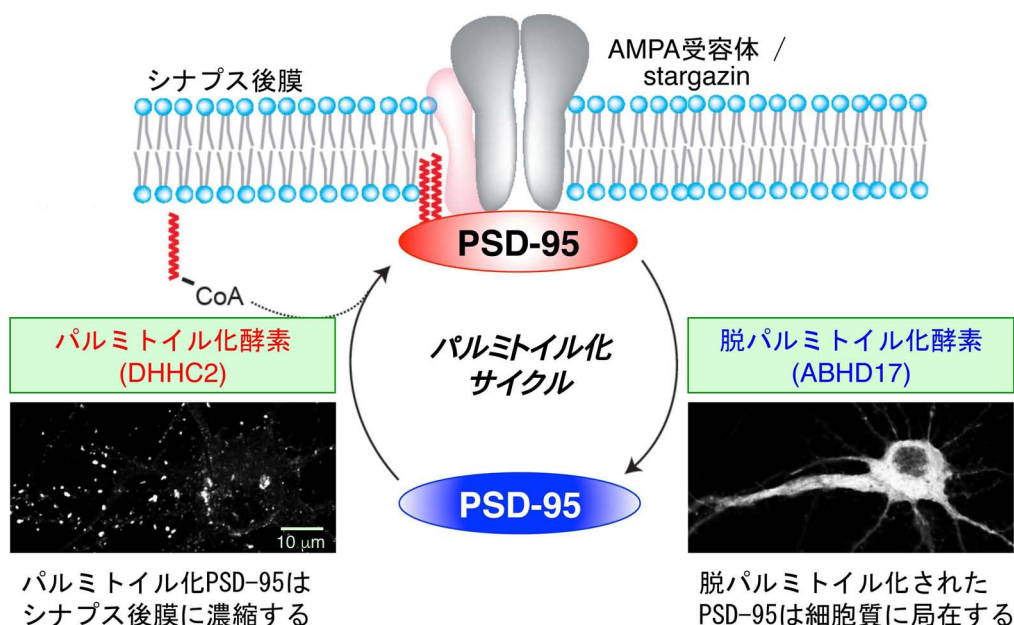 シナプス後膜
AMPA受容体 /
stargazin
PSD-95
CoA
パルミトイル化酵素
(DHHC2)
パルミトイル化
サイクル
脱パルミトイル化酵素
(ABHD17)
PSD-95
10 μm
パルミトイル化PSD-95は
シナプス後膜に濃縮する
脱パルミトイル化された
PSD-95は細胞質に局在する